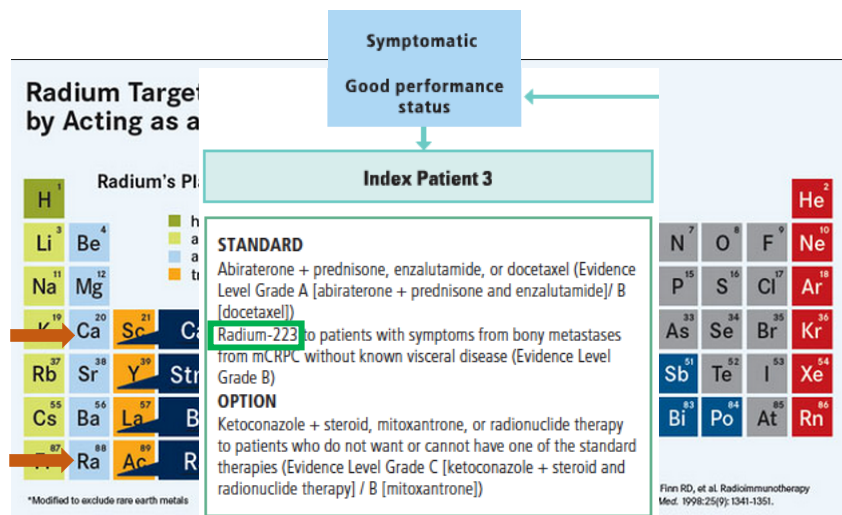 Symptomatic
Good performance
status
Radium Target
by Acting as a
Index Patient 3
Radium's Pl
h
a
a
t
STANDARD
Abiraterone + prednisone, enzalutamide, or docetaxel (Evidence
Level Grade A [abiraterone + prednisone and enzalutamide]/ B
[docetaxel])
Radium-223 to patients with symptoms from bony metastases
from mCRPC without known visceral disease (Evidence Level
Grade B)
OPTION
Ketoconazole + steroid, mitoxantrone, or radionuclide therapy
to patients who do not want or cannot have one of the standard
therapies (Evidence Level Grade C [ketoconazole + steroid and
radionuclide therapy] / B [mitoxantrone])
H 1
He 2
Li 3 Be 4
N 7 O 8 F 9 Ne 10
Na 11 Mg 12
P 15 S 16 Cl 17 Ar 18
K 19 Ca 20 Sc 21 Ca
As 33 Se 34 Br 35 Kr 36
Rb 37 Sr 38 Y 39 Str
Sb 51 Te 52 I 53 Xe 54
Cs 55 Ba 56 La 57 B
Bi 83 Po 84 At 85 Rn 86
87 Ra 88 Ac 89 R
*Modified to exclude rare earth metals
Finn RD, et al. Radioimmunotherapy
Med. 1998:25(9): 1341-1351.